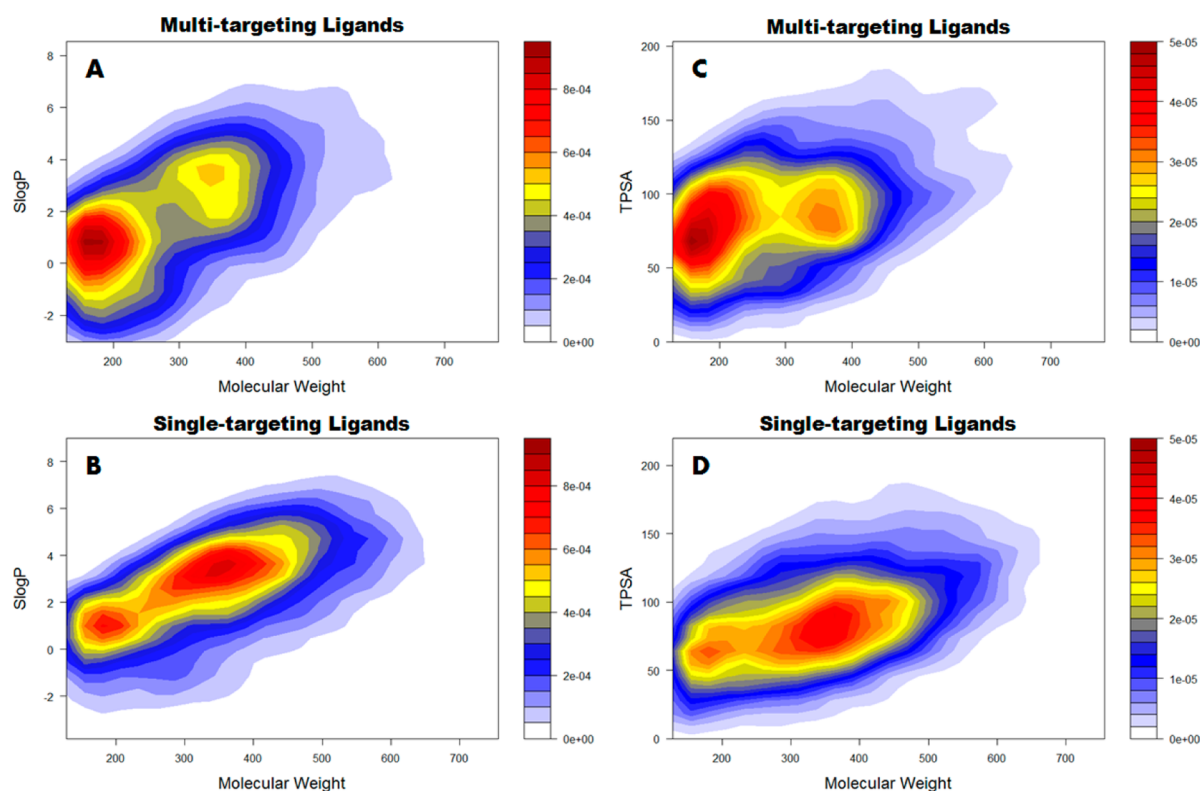 Multi-targeting Ligands
A
SlogP
8
6
4
2
0
-2
200 300 400 500 600 700
Molecular Weight
8e-04
6e-04
4e-04
2e-04
0e+00
Multi-targeting Ligands
C
TPSA
200
150
100
50
0
200 300 400 500 600 700
Molecular Weight
5e-05
4e-05
3e-05
2e-05
1e-05
0e+00
Single-targeting Ligands
B
SlogP
8
6
4
2
0
-2
200 300 400 500 600 700
Molecular Weight
8e-04
6e-04
4e-04
2e-04
0e+00
Single-targeting Ligands
D
TPSA
200
150
100
50
0
200 300 400 500 600 700
Molecular Weight
5e-05
4e-05
3e-05
2e-05
1e-05
0e+00